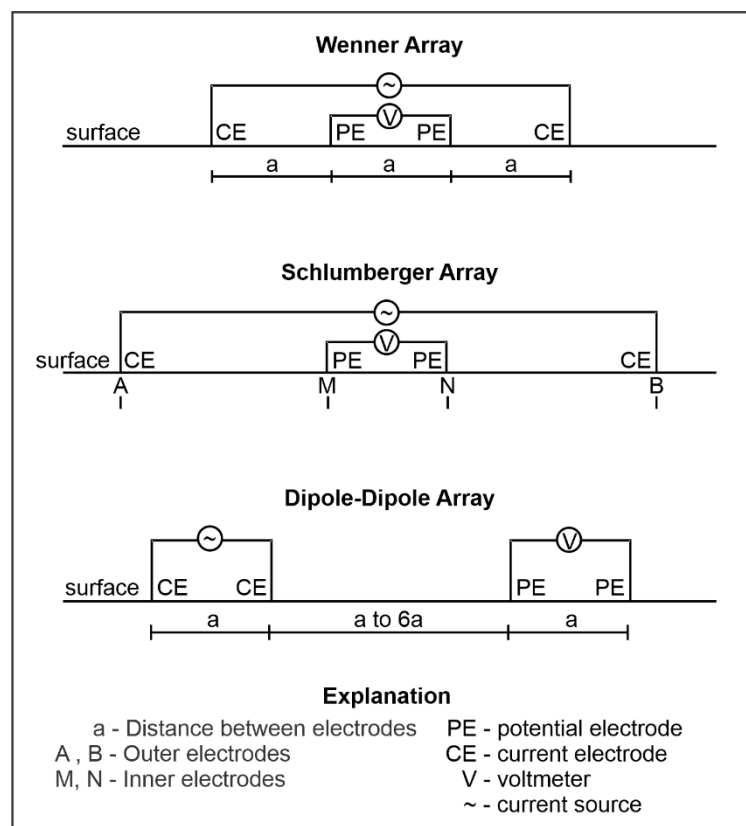 Wenner Array
~
V
surface CE PE PE CE
a a a
Schlumberger Array
~
V
surface CE PE PE CE
A M N B
Dipole-Dipole Array
~ V
surface CE CE PE PE
a a to 6a a
Explanation
a - Distance between electrodes PE - potential electrode
A , B - Outer electrodes CE - current electrode
M, N - Inner electrodes V - voltmeter
~ - current source